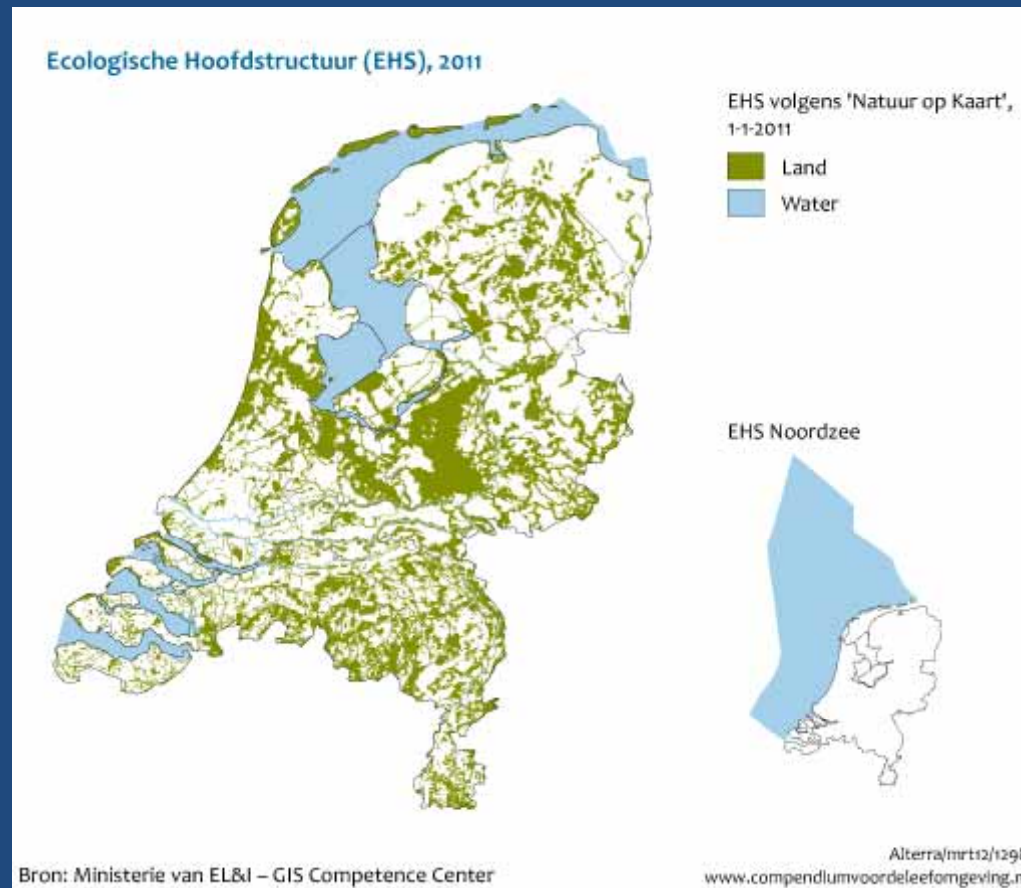 Ecologische Hoofdstructuur (EHS), 2011
EHS volgens 'Natuur op Kaart',
1-1-2011
Land
Water
EHS Noordzee
Bron: Ministerie van EL&I – GIS Competence Center
Alterra/mrt12/1298
www.compendiumvoordeleefomgeving.n